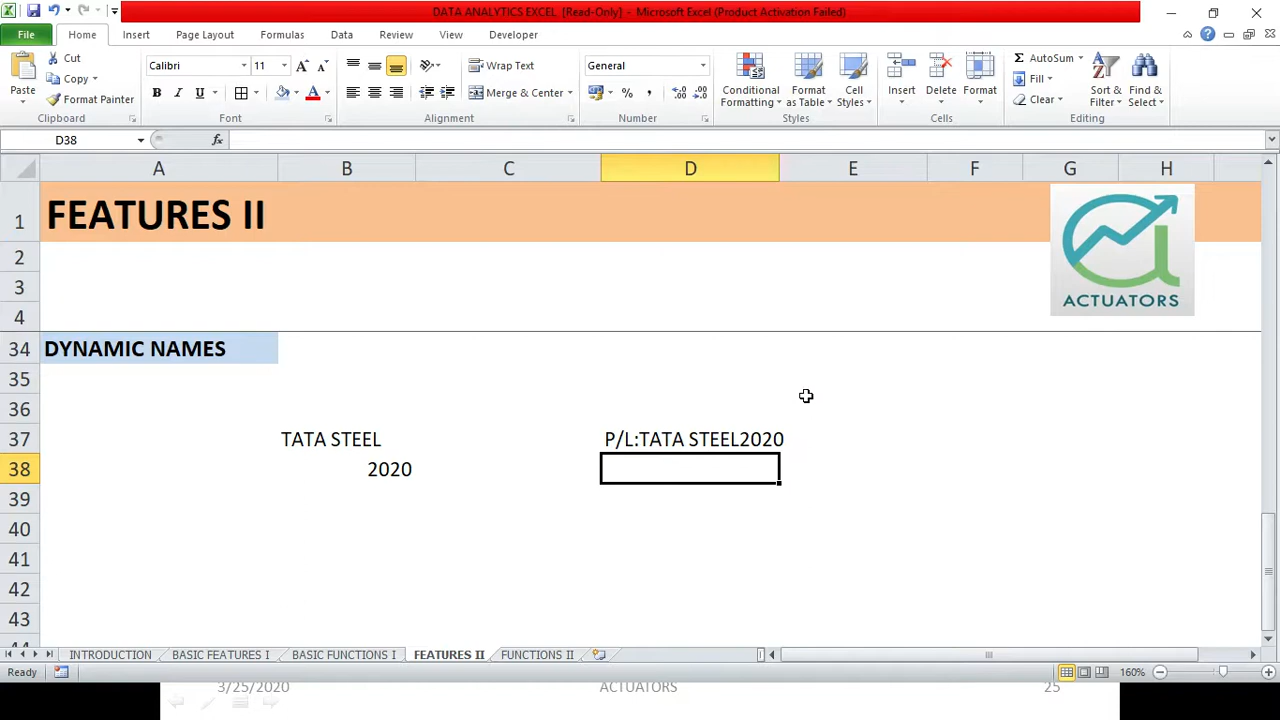 DATA ANALYTICS EXCEL [Read-Only] - Microsoft Excel (Product Activation Failed)
File Home Insert Page Layout Formulas Data Review View Developer
Paste
Cut
Copy
Format Painter
Clipboard
Calibri 11
B I U A
Font
Wrap Text
Merge & Center
Alignment
General
% ,
Number
Conditional Formatting
Format as Table
Cell Styles
Styles
Insert Delete Format
Cells
Σ AutoSum
Fill
Clear
Sort & Filter
Find & Select
Editing
D38 fx
A B C D E F G H
1 FEATURES II
ACTUATORS
2
3
4
34 DYNAMIC NAMES
35
36
37 TATA STEEL P/L:TATA STEEL2020
38 2020
39
40
41
42
43
INTRODUCTION BASIC FEATURES I BASIC FUNCTIONS I FEATURES II FUNCTIONS II
Ready 160%
3/25/2020 ACTUATORS 25